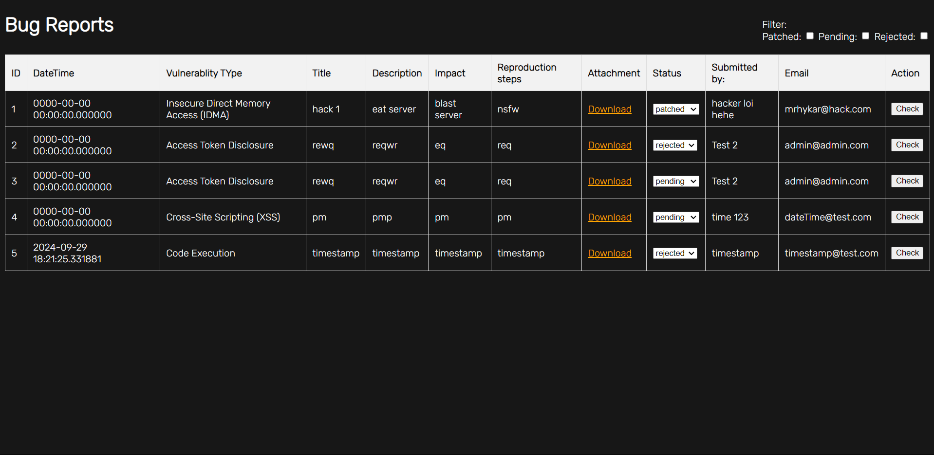 Bug Reports
Filter:
Patched: Pending: Rejected:
ID DateTime Vulnerablity TYpe Title Description Impact Reproduction steps Attachment Status Submitted by: Email Action
1 0000-00-00 00:00:00.000000 Insecure Direct Memory Access (IDMA) hack 1 eat server blast server nsfw Download patched hacker loi hehe mrhykar@hack.com Check
2 0000-00-00 00:00:00.000000 Access Token Disclosure rewq reqwr eq req Download rejected Test 2 admin@admin.com Check
3 0000-00-00 00:00:00.000000 Access Token Disclosure rewq reqwr eq req Download pending Test 2 admin@admin.com Check
4 0000-00-00 00:00:00.000000 Cross-Site Scripting (XSS) pm pmp pm pm Download pending time 123 dateTime@test.com Check
5 2024-09-29 18:21:25.331881 Code Execution timestamp timestamp timestamp timestamp Download rejected timestamp timestamp@test.com Check